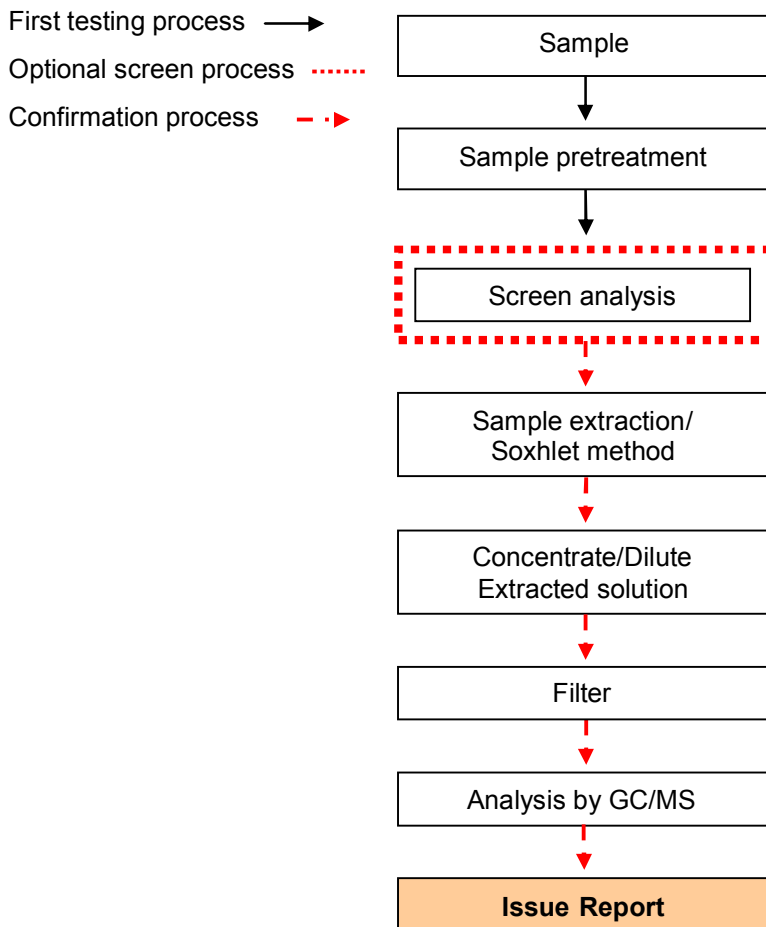 First testing process
Optional screen process
Confirmation process
Sample
Sample pretreatment
Screen analysis
Sample extraction/
Soxhlet method
Concentrate/Dilute
Extracted solution
Filter
Analysis by GC/MS
Issue Report